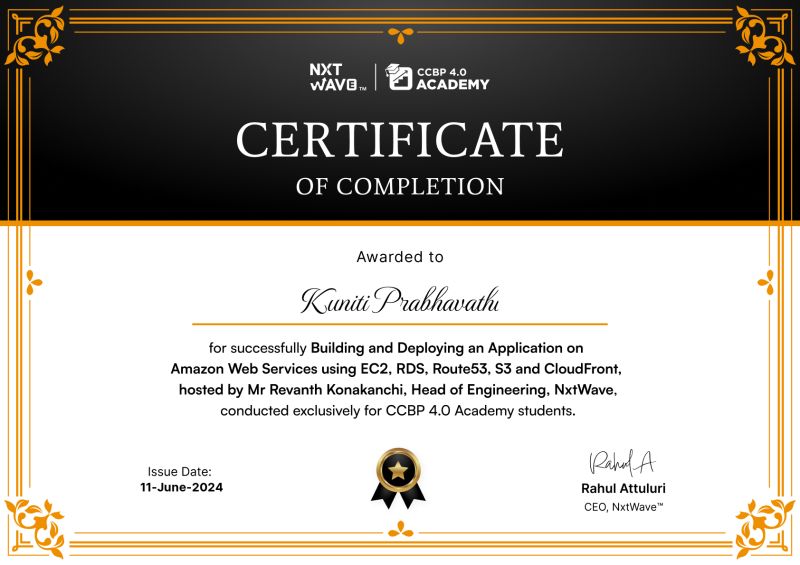 NXT
WAVE™
CCBP 4.0
ACADEMY
CERTIFICATE
OF COMPLETION
Awarded to
Kuniti Prabhavathi
for successfully Building and Deploying an Application on
Amazon Web Services using EC2, RDS, Route53, S3 and CloudFront,
hosted by Mr Revanth Konakanchi, Head of Engineering, NxtWave,
conducted exclusively for CCBP 4.0 Academy students.
Issue Date:
11-June-2024
Rahul A
Rahul Attuluri
CEO, NxtWave™